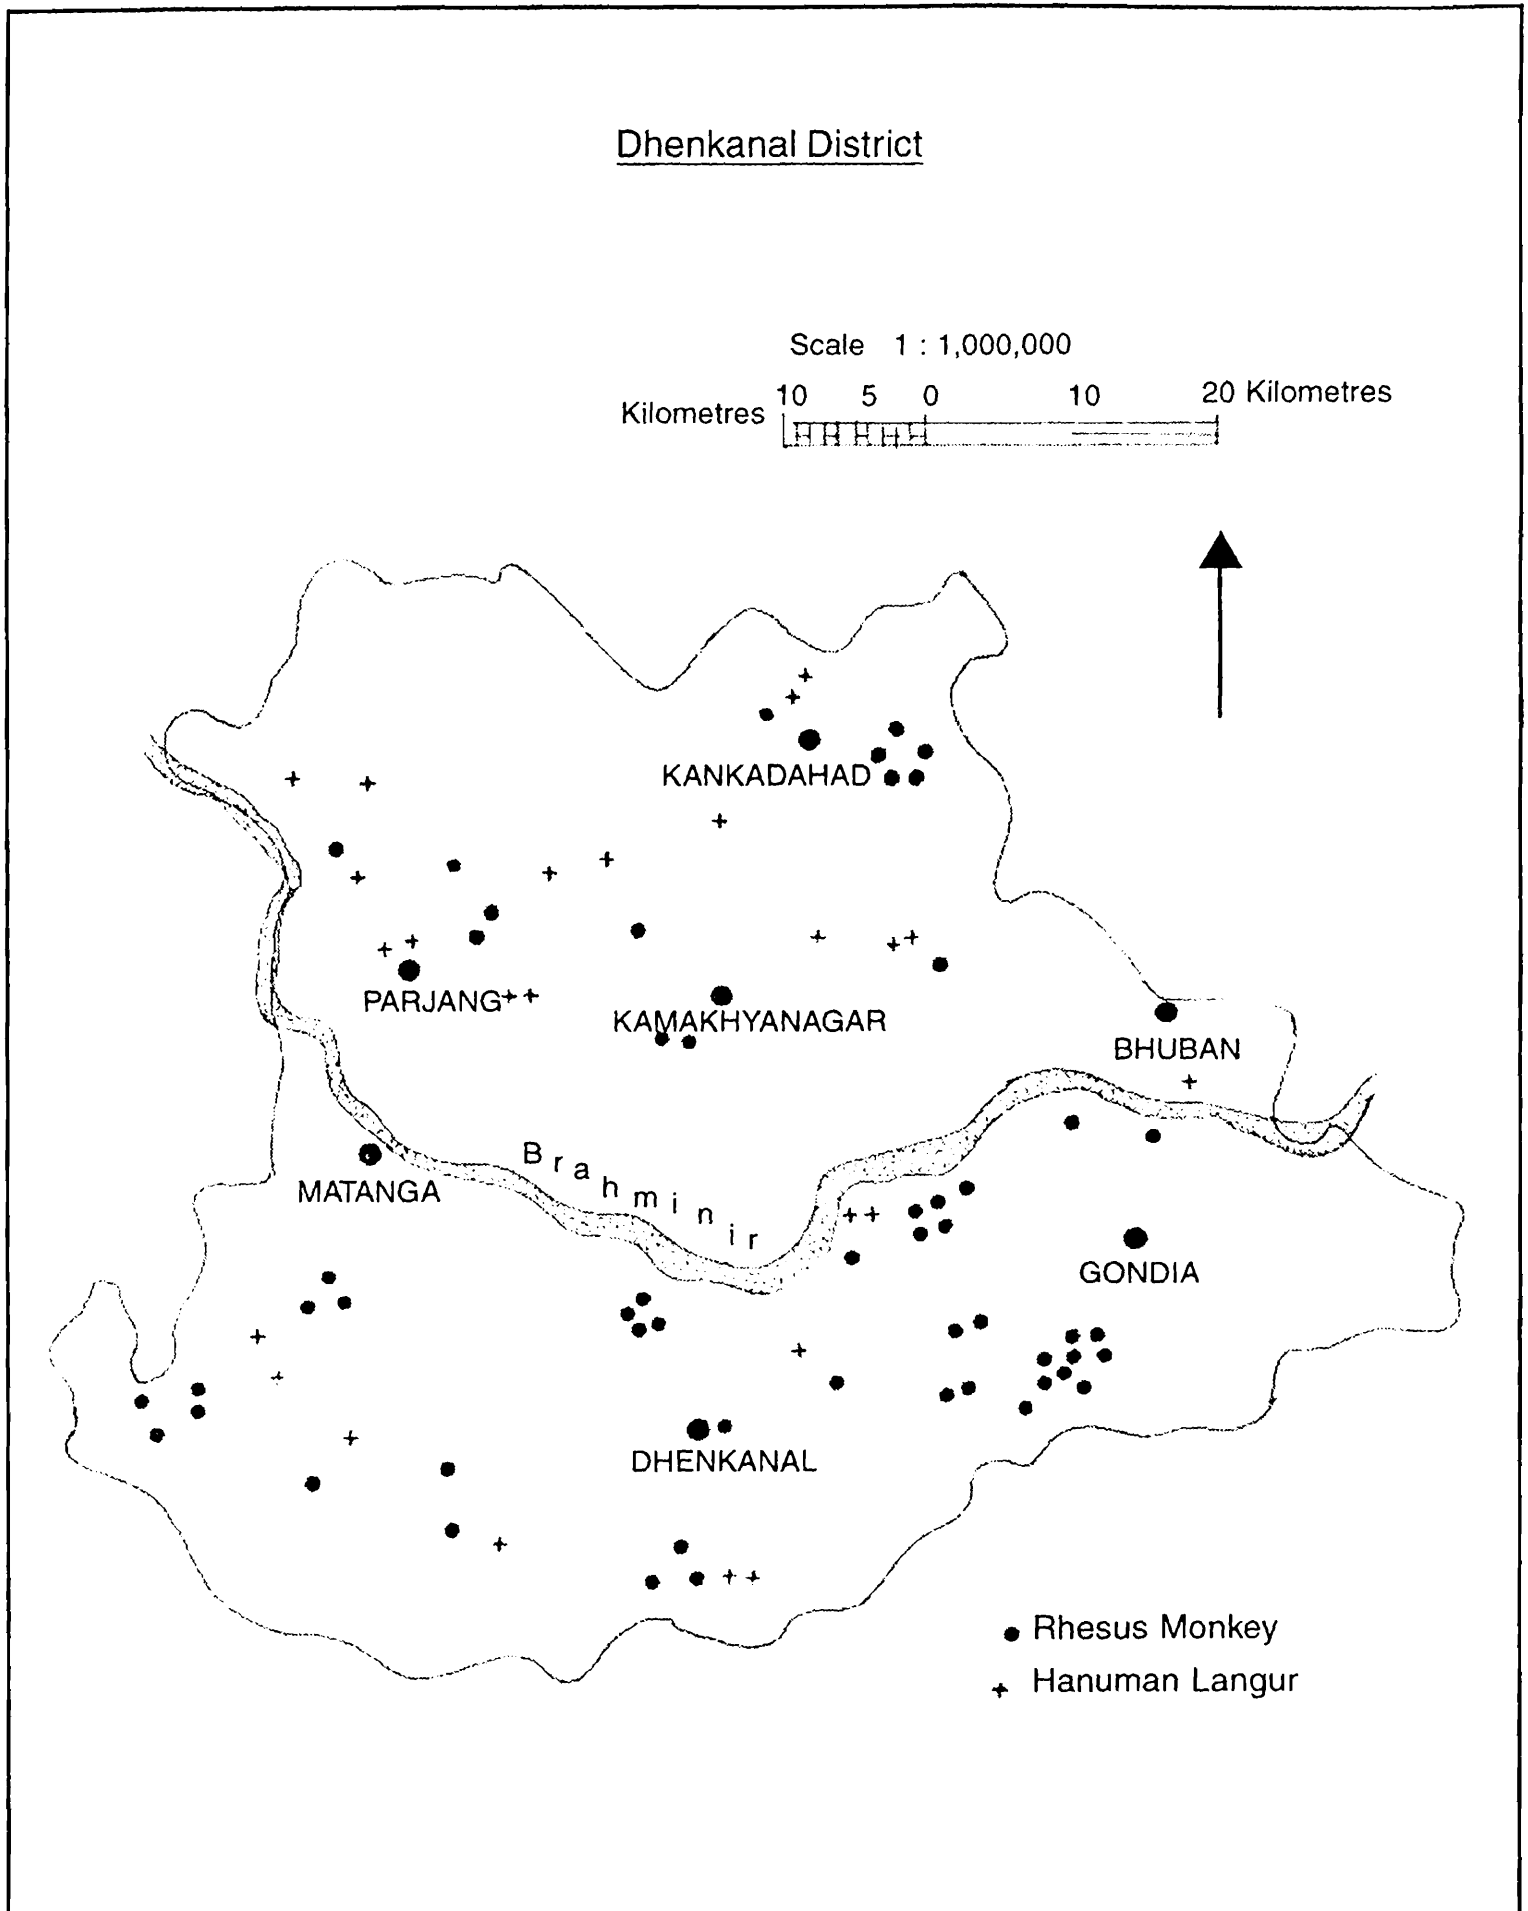 Dhenkanal District
Scale 1 : 1,000,000
Kilometres 10 5 0 10 20 Kilometres
KANKADAHAD
PARJANG
KAMAKHYANAGAR
BHUBAN
Brahminir
MATANGA
GONDIA
DHENKANAL
Rhesus Monkey
Hanuman Langur